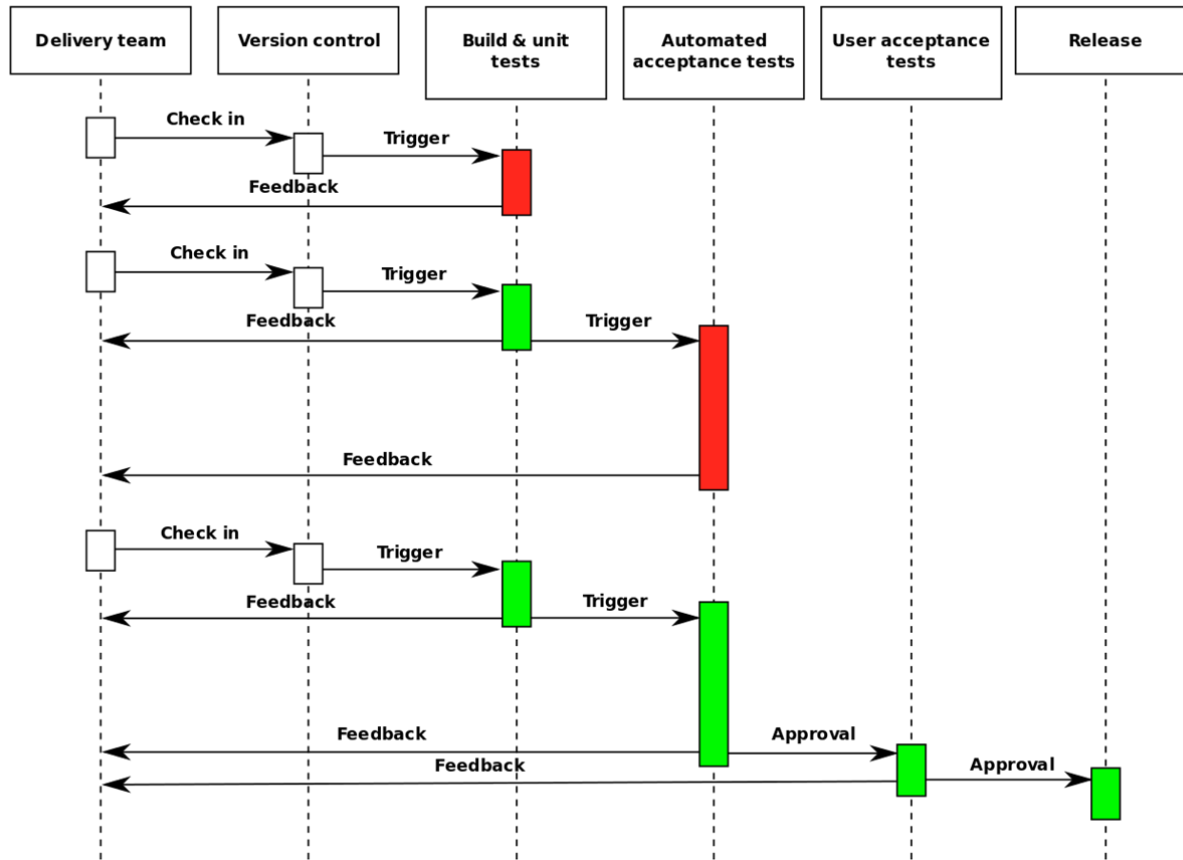 Delivery team
Version control
Build & unit
tests
Automated
acceptance tests
User acceptance
tests
Release
Check in
Trigger
Feedback
Check in
Trigger
Feedback
Trigger
Feedback
Check in
Trigger
Feedback
Trigger
Feedback
Approval
Feedback
Approval